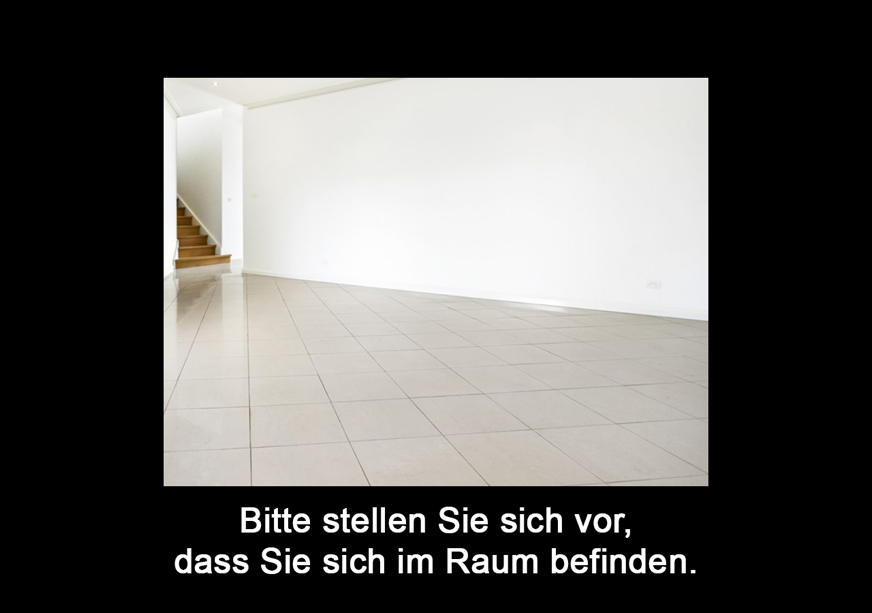 Bitte stellen Sie sich vor,
dass Sie sich im Raum befinden.